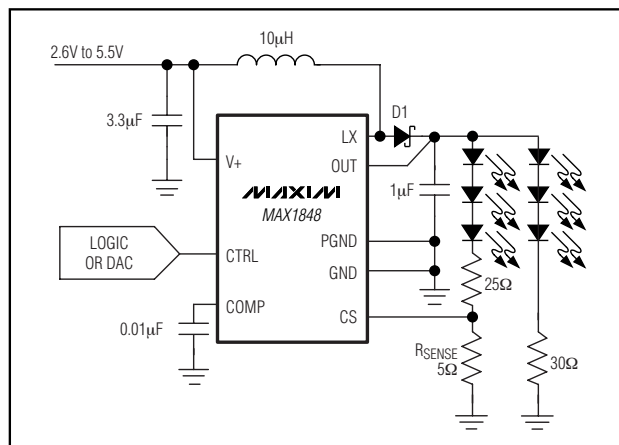 2.6V to 5.5V
10μH
3.3μF
D1
LX
OUT
V+
MAXIM
MAX1848
1μF
LOGIC
OR DAC
CTRL
PGND
GND
COMP
CS
0.01μF
25Ω
RSENSE
5Ω
30Ω